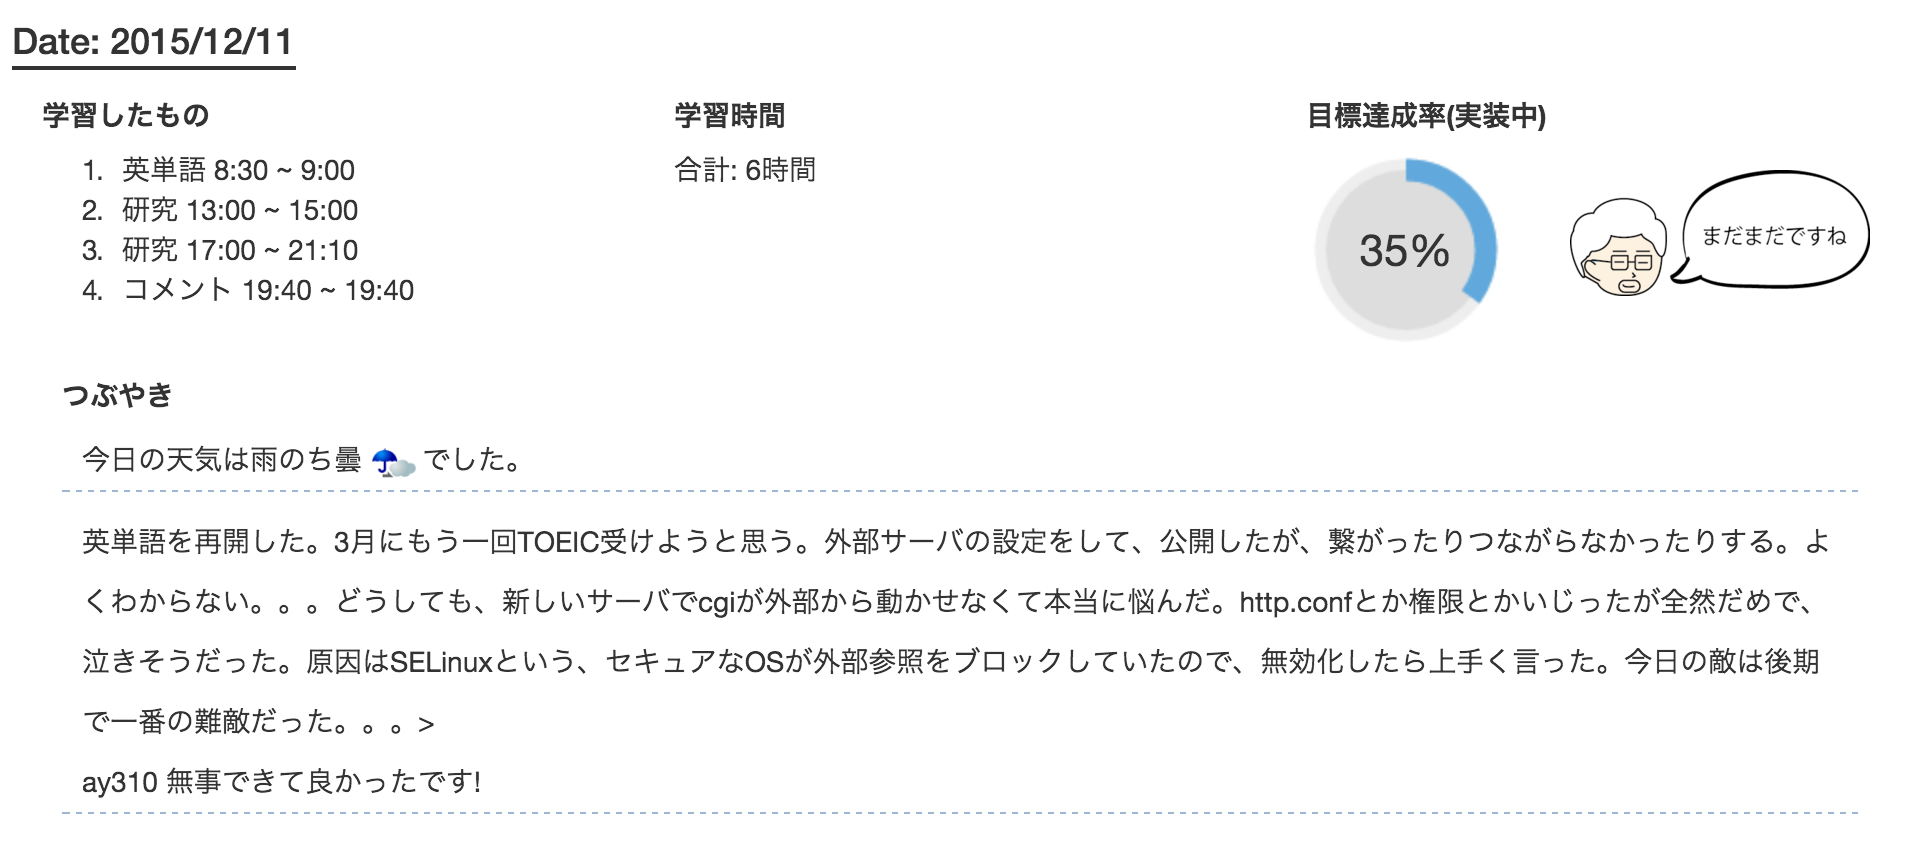 Date: 2015/12/11
学習したもの
1. 英単語 8:30 ~ 9:00
2. 研究 13:00 ~ 15:00
3. 研究 17:00 ~ 21:10
4. コメント 19:40 ~ 19:40
学習時間
合計: 6時間
目標達成率(実装中)
35%
まだまだですね
つぶやき
今日の天気は雨のち曇 でした。
英単語を再開した。3月にもう一回TOEIC受けようと思う。外部サーバの設定をして、公開したが、繋がったりつながらなかったりする。よ
くわからない。。。どうしても、新しいサーバでcgiが外部から動かせなくて本当に悩んだ。http.confとか権限とかいじったが全然だめで、
泣きそうだった。原因はSELinuxという、セキュアなOSが外部参照をブロックしていたので、無効化したら上手く言った。今日の敵は後期
で一番の難敵だった。。。>
ay310 無事できて良かったです!